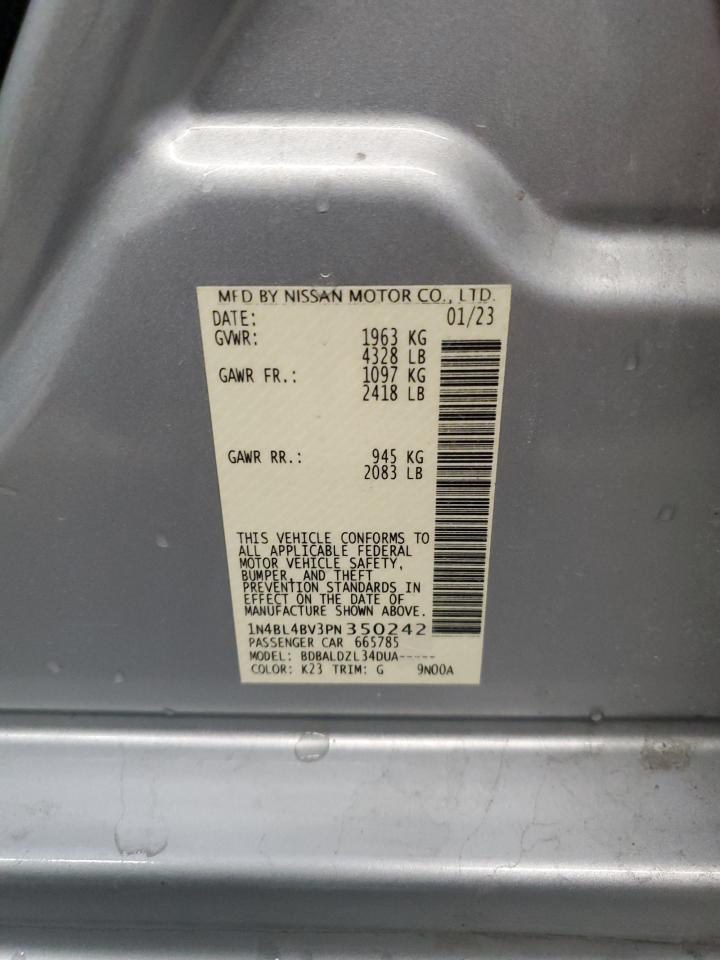 MFD BY NISSAN MOTOR CO., LTD.
DATE: 01/23
GVWR: 1963 KG
4328 LB
GAWR FR.: 1097 KG
2418 LB
GAWR RR.: 945 KG
2083 LB
THIS VEHICLE CONFORMS TO
ALL APPLICABLE FEDERAL
MOTOR VEHICLE SAFETY,
BUMPER, AND THEFT
PREVENTION STANDARDS IN
EFFECT ON THE DATE OF
MANUFACTURE SHOWN ABOVE.
1N4BL4BV3PN350242
PASSENGER CAR 665785
MODEL: BDBALDZL34DUA-----
COLOR: K23 TRIM: G 9N00A